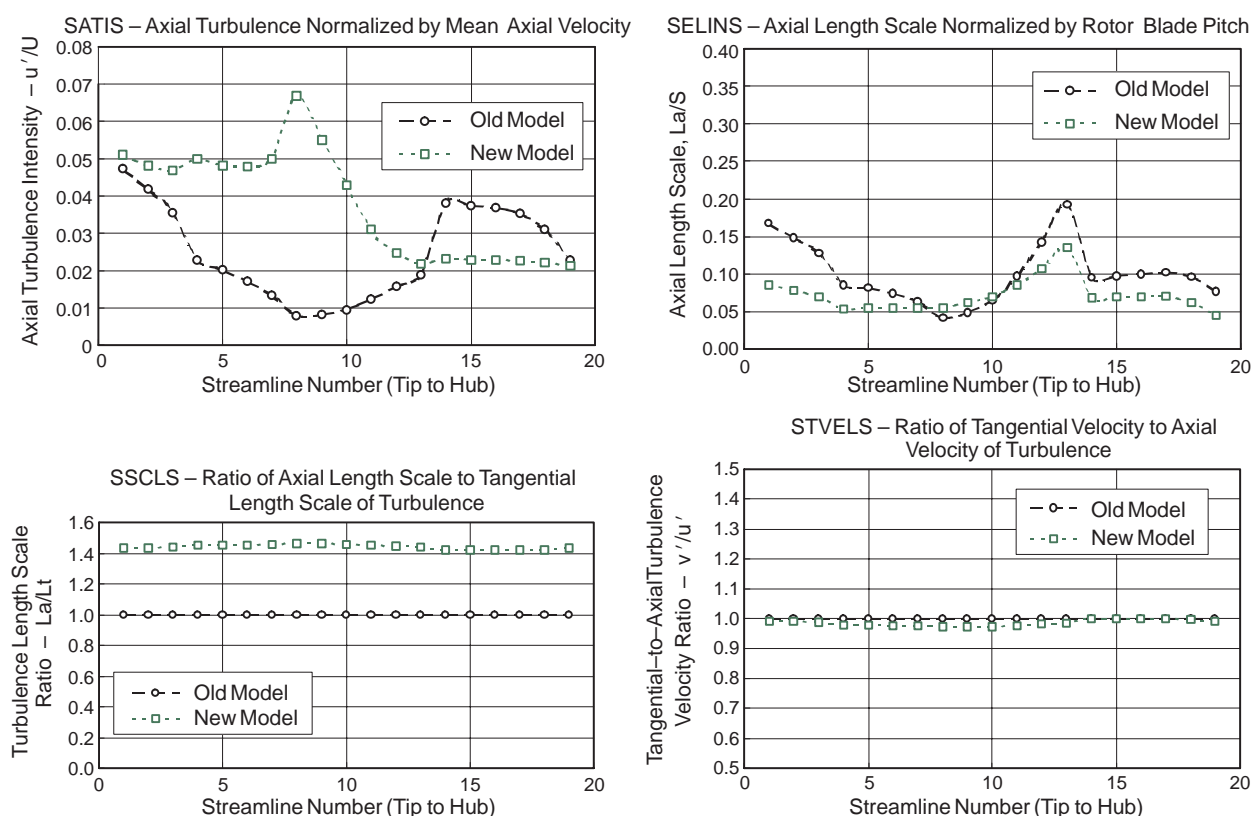 SATIS – Axial Turbulence Normalized by Mean Axial Velocity
Axial Turbulence Intensity – u′/U
0.08
0.07
0.06
0.05
0.04
0.03
0.02
0.01
0
Old Model
New Model
0 5 10 15 20
Streamline Number (Tip to Hub)
SELINS – Axial Length Scale Normalized by Rotor Blade Pitch
Axial Length Scale, La/S
0.40
0.35
0.30
0.25
0.20
0.15
0.10
0.05
0.00
Old Model
New Model
0 5 10 15 20
Streamline Number (Tip to Hub)
SSCLS – Ratio of Axial Length Scale to Tangential
Length Scale of Turbulence
Turbulence Length Scale
Ratio – La/Lt
1.6
1.4
1.2
1.0
0.8
0.6
0.4
0.2
0.0
Old Model
New Model
0 5 10 15 20
Streamline Number (Tip to Hub)
STVELS – Ratio of Tangential Velocity to Axial
Velocity of Turbulence
Tangential–to–Axial Turbulence
Velocity Ratio – v′/u′
1.5
1.4
1.3
1.2
1.1
1.0
0.9
0.8
0.7
0.6
0.5
Old Model
New Model
0 5 10 15 20
Streamline Number (Tip to Hub)